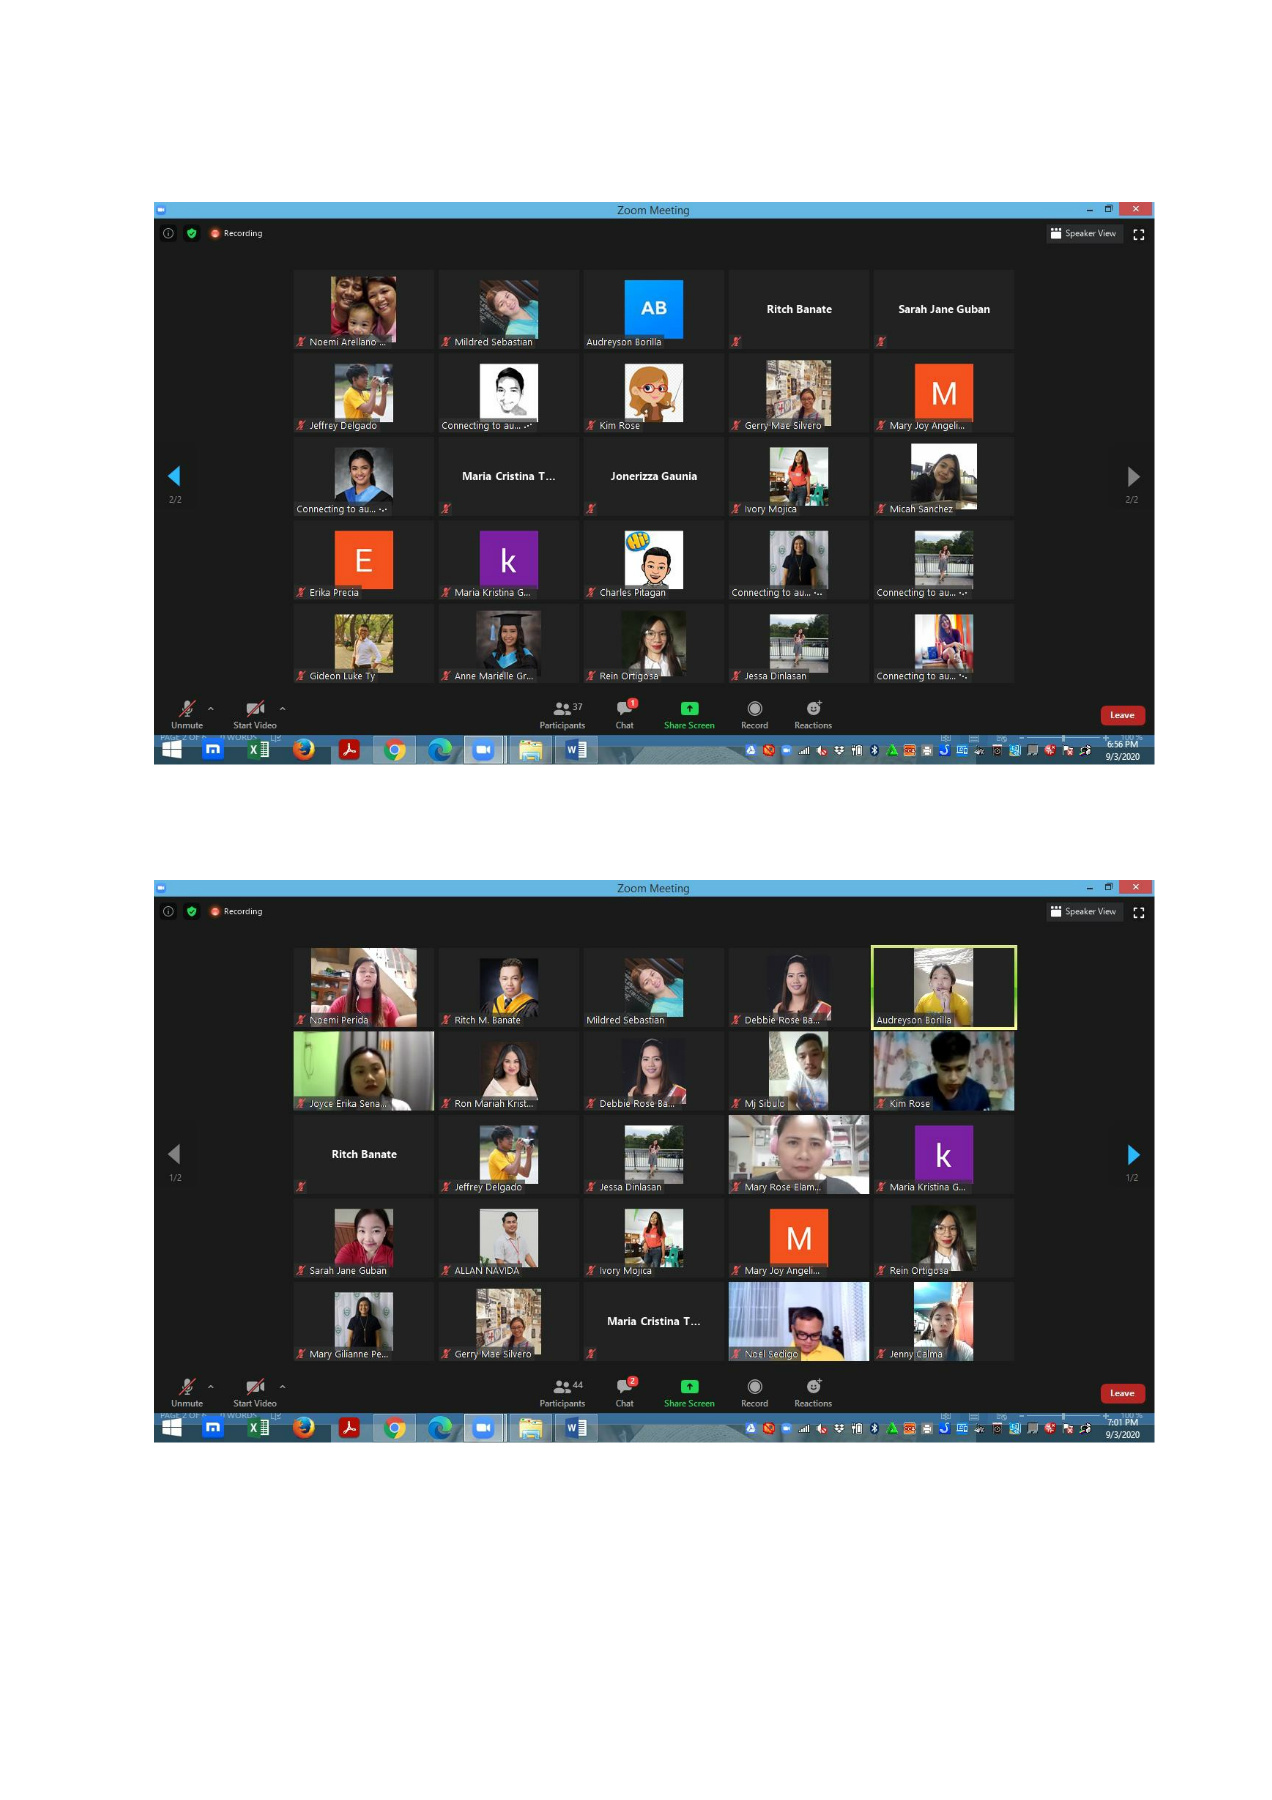 Zoom Meeting
Recording
Speaker View
AB
Ritch Banate
Sarah Jane Guban
Noemi Arellano ...
Mildred Sebastian
Audreyson Borilla
M
Jeffrey Delgado
Connecting to au...
Kim Rose
Gerry Mae Silvero
Mary Joy Angeli...
Maria Cristina T...
Jonerizza Gaunia
2/2
2/2
Connecting to au...
Ivory Mojica
Micah Sanchez
E
k
Hi!
Erika Precia
Maria Kristina G...
Charles Pitagan
Connecting to au...
Connecting to au...
Gideon Luke Ty
Anne Marielle Gr...
Rein Ortigosa
Jessa Dinlasan
Connecting to au...
37
1
Unmute
Start Video
Participants
Chat
Share Screen
Record
Reactions
Leave
6:56 PM
9/3/2020
Zoom Meeting
Recording
Speaker View
Noemi Perida
Ritch M. Banate
Mildred Sebastian
Debbie Rose Ba...
Audreyson Borilla
Joyce Erika Sena...
Ron Mariah Krist...
Debbie Rose Ba...
Mj Sibulo
Kim Rose
Ritch Banate
k
1/2
1/2
Jeffrey Delgado
Jessa Dinlasan
Mary Rose Elam...
Maria Kristina G...
M
Sarah Jane Guban
ALLAN NAVIDA
Ivory Mojica
Mary Joy Angeli...
Rein Ortigosa
Maria Cristina T...
Mary Gilianne Pe...
Gerry Mae Silvero
Noel Sedigo
Jenny Calma
44
2
Unmute
Start Video
Participants
Chat
Share Screen
Record
Reactions
Leave
7:01 PM
9/3/2020